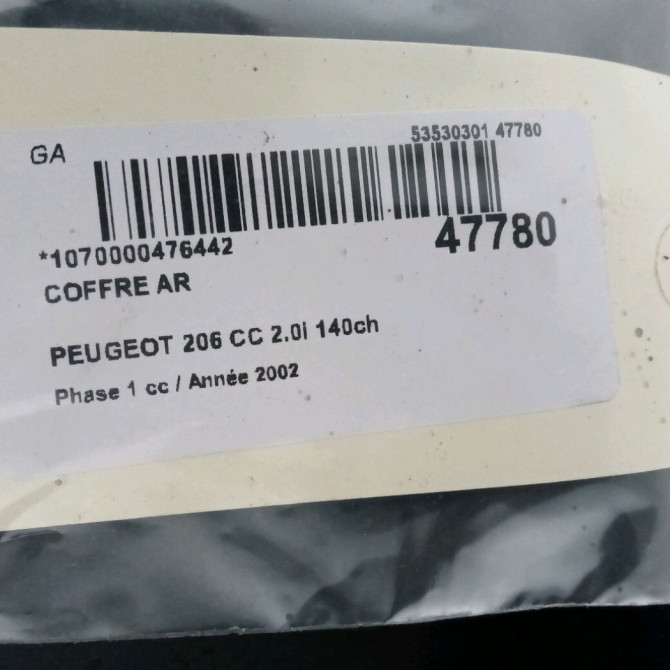 GA
53530301 47780
*1070000476442
47780
COFFRE AR
PEUGEOT 206 CC 2.0i 140ch
Phase 1 cc / Année 2002